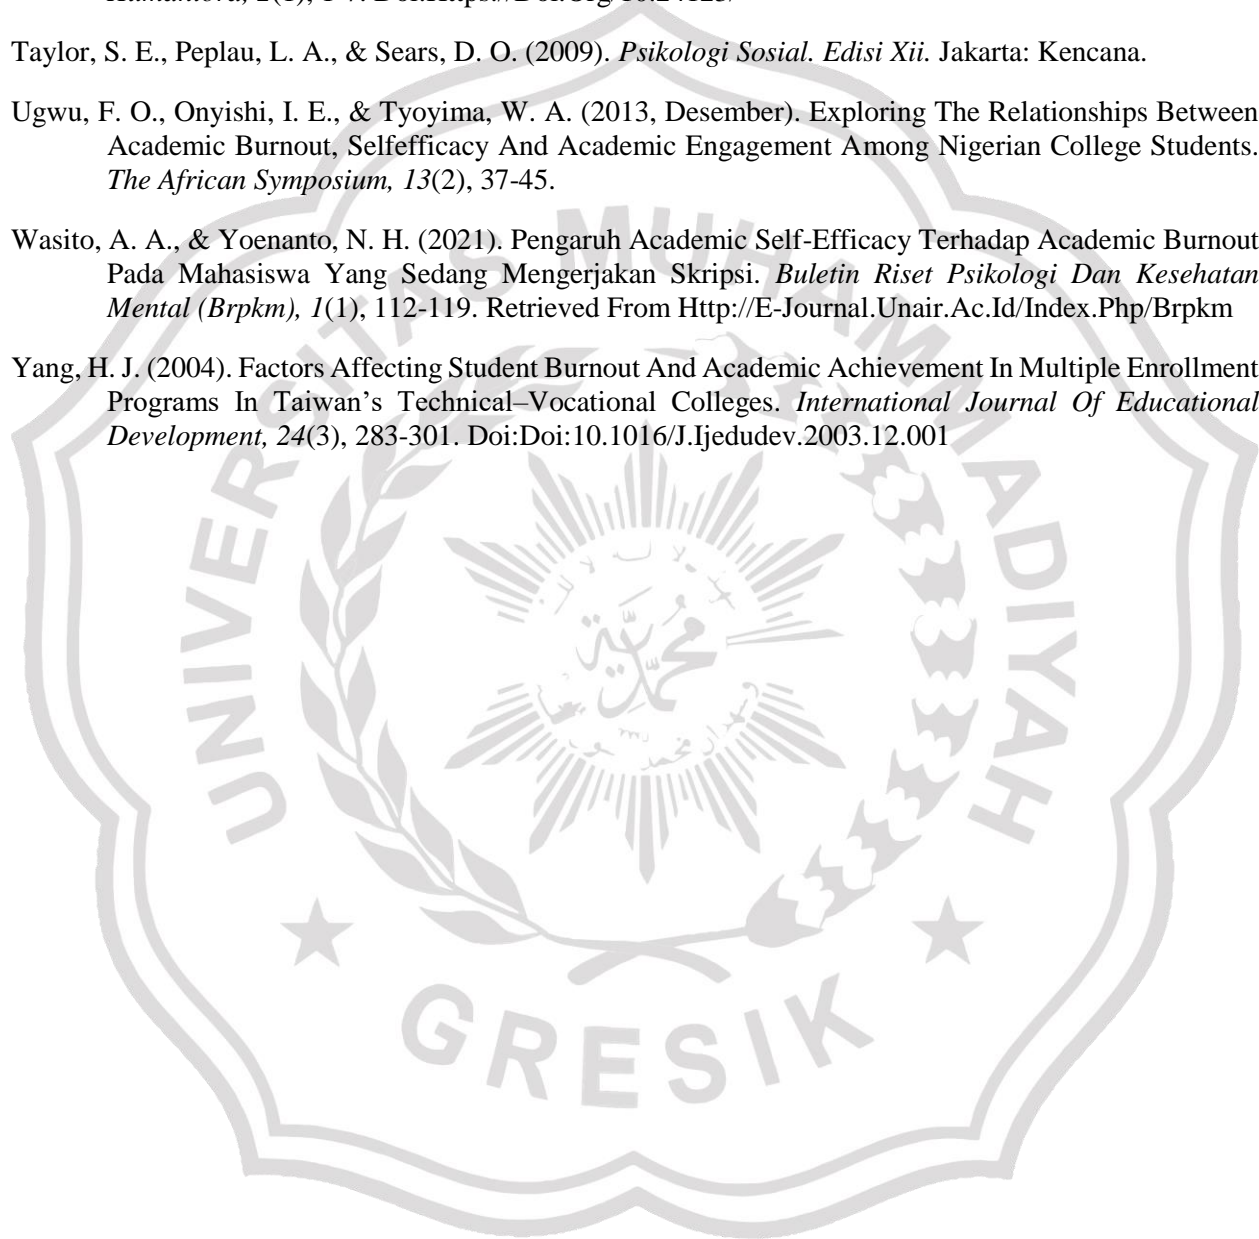 Taylor, S. E., Peplau, L. A., & Sears, D. O. (2009). Psikologi Sosial. Edisi Xii. Jakarta: Kencana.
Ugwu, F. O., Onyishi, I. E., & Tyoyima, W. A. (2013, Desember). Exploring The Relationships Between
Academic Burnout, Selfefficacy And Academic Engagement Among Nigerian College Students.
The African Symposium, 13(2), 37-45.
Wasito, A. A., & Yoenanto, N. H. (2021). Pengaruh Academic Self-Efficacy Terhadap Academic Burnout
Pada Mahasiswa Yang Sedang Mengerjakan Skripsi. Buletin Riset Psikologi Dan Kesehatan
Mental (Brpkm), 1(1), 112-119. Retrieved From Http://E-Journal.Unair.Ac.Id/Index.Php/Brpkm
Yang, H. J. (2004). Factors Affecting Student Burnout And Academic Achievement In Multiple Enrollment
Programs In Taiwan’s Technical–Vocational Colleges. International Journal Of Educational
Development, 24(3), 283-301. Doi:Doi:10.1016/J.Ijedudev.2003.12.001
UNIVERSITAS MUHAMMADIYAH
محمدية
GRESIK